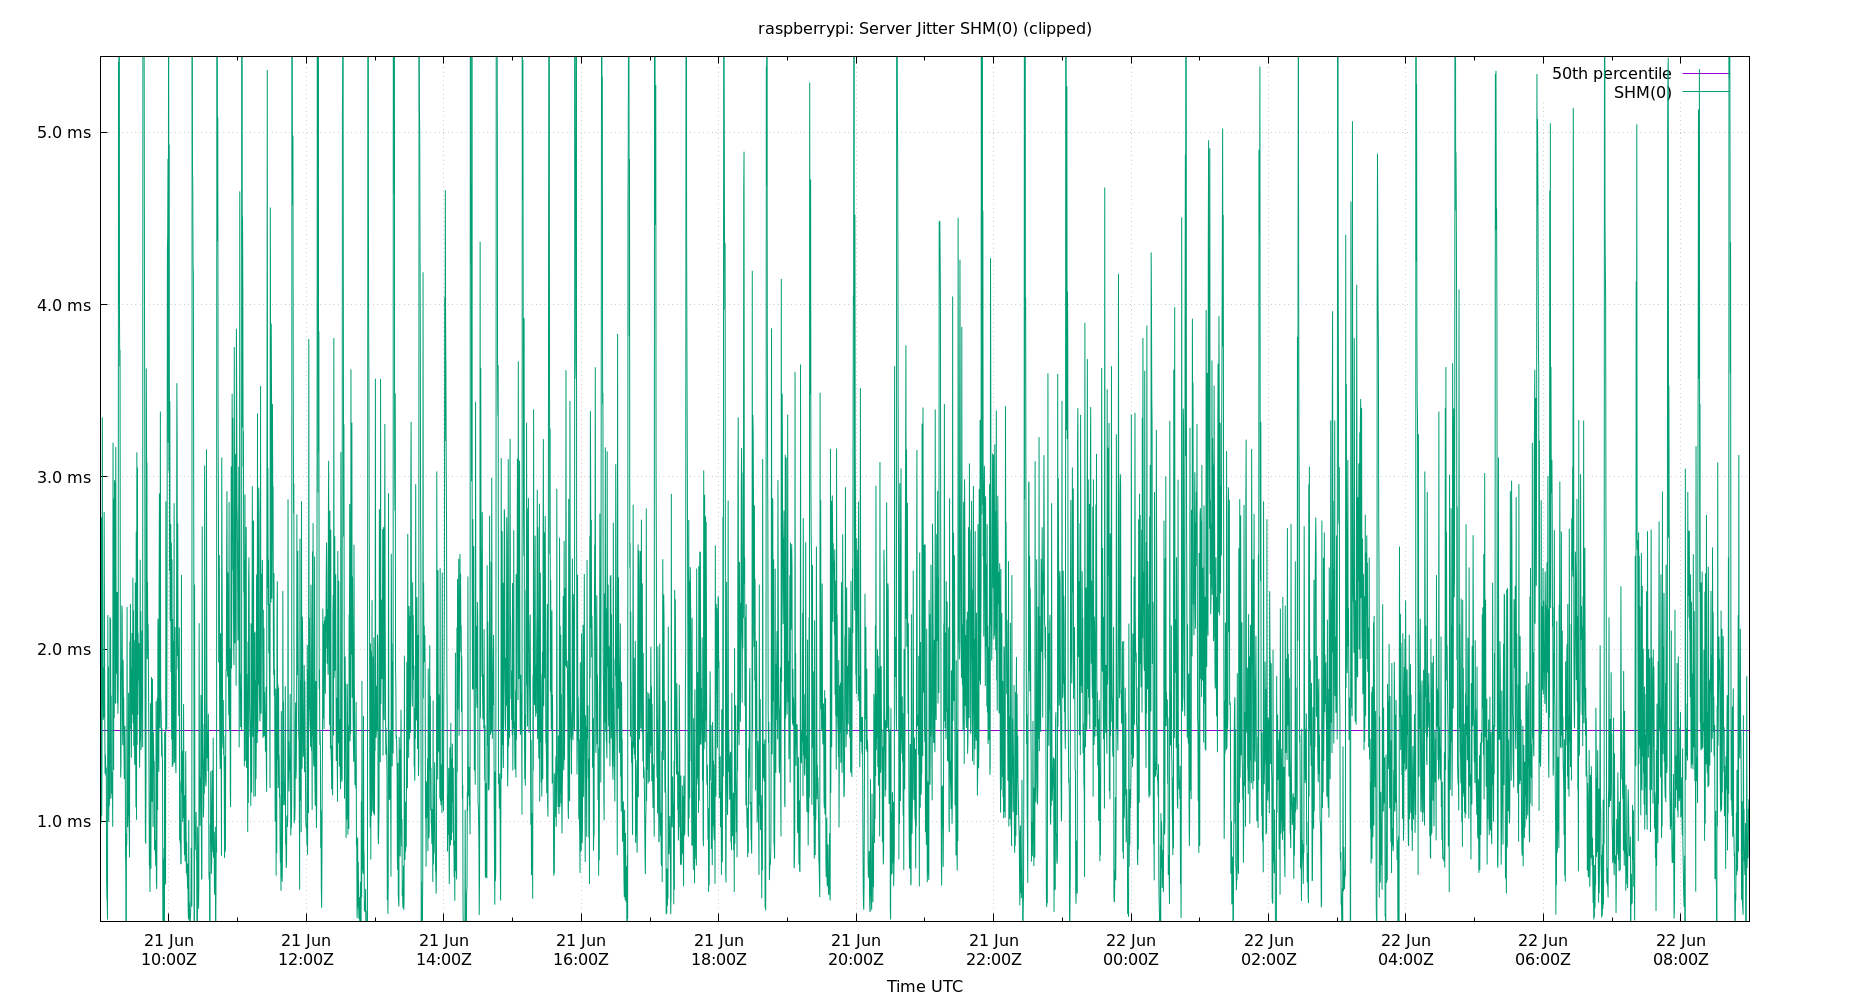 raspberrypi: Server Jitter SHM(0) (clipped)
50th percentile
SHM(0)
5.0 ms
4.0 ms
3.0 ms
2.0 ms
1.0 ms
21 Jun 21 Jun 21 Jun 21 Jun 21 Jun 21 Jun 21 Jun 22 Jun 22 Jun 22 Jun 22 Jun 22 Jun
10:00Z 12:00Z 14:00Z 16:00Z 18:00Z 20:00Z 22:00Z 00:00Z 02:00Z 04:00Z 06:00Z 08:00Z
Time UTC